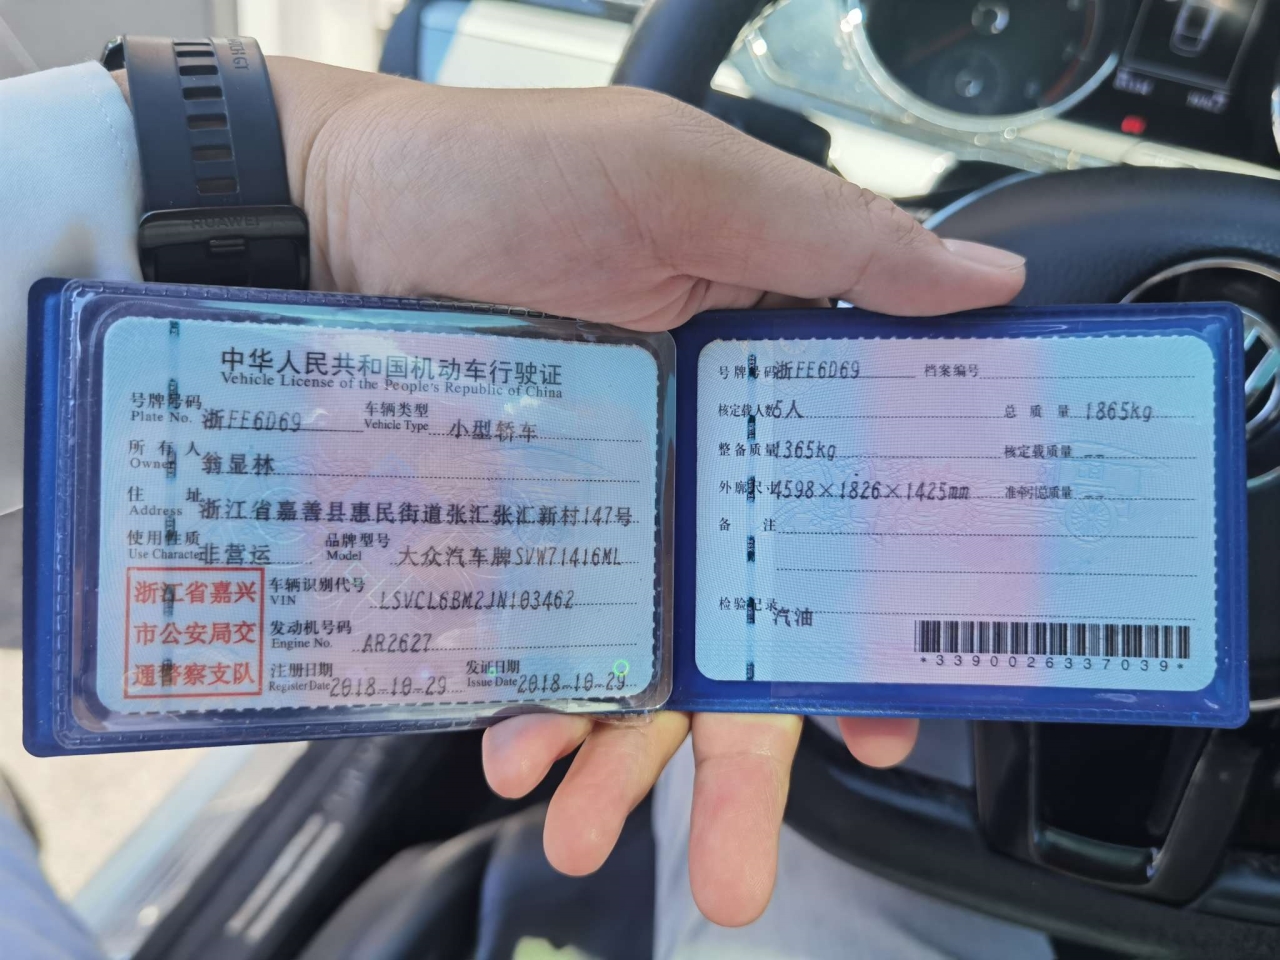 HUAWEI
中华人民共和国机动车行驶证
Vehicle License of the People's Republic of China
号牌号码 浙FE6D69 车辆类型 小型轿车
Plate No. Vehicle Type
所有人 翁显林
Owner
住址 浙江省嘉善县惠民街道张汇张汇新村147号
Address
使用性质 非营运 品牌型号 大众汽车牌SVW71416ML
Use Character Model
浙江省嘉兴
市公安局交
通警察支队
车辆识别代号 LSVCL6BM2JN103462
VIN
发动机号码 AR2627
Engine No.
注册日期 2018-10-29 发证日期 2018-10-29
Register Date Issue Date
号牌号码 浙FE6D69 档案编号
核定载人数 5人 总质量 1865kg
整备质量 1365kg 核定载质量 --
外廓尺寸 4598×1826×1425mm 准牵引总质量 --
备注
检验记录 汽油
*3390026337039*